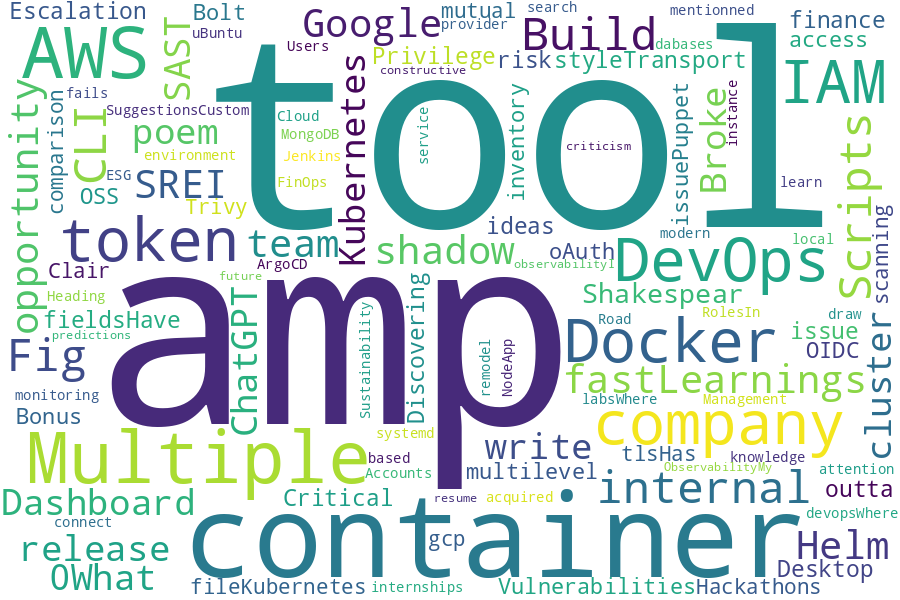 Escalation
Bolt
uBuntu
Google
mutual
provider
search
mentionned
finance
access
AWS
SAST
Users
Privilege
constructive
Build
dabases
risk
styleTransport
IAM
tool
fails
SuggestionsCustom
Cloud
MongoDB
Jenkins
FinOps
Kubernetes
service
criticism
inventory
issuePuppet
Broke
instance
learn
opportunity
comparison
CLI
poem
environment
ESG
OSS
SREI
Trivy
ideas
modern
local
Scripts
scanning
token
team
shadow
oAuth
observability1
DevOps
Clair
ArgoCD
future
Heading
fieldsHave
predictions
ChatGPT
amp
Sustainability
Discovering
remodel
NodeApp
Shakespear
Road
RolesIn
draw
issue
OIDC
Docker
Fig
monitoring
Bonus
fastLearnings
labsWhere
Management
cluster
company
systemd
based
Accounts
write
multilevel
tlsHas
knowledge
ObservabilityMy
attention
Multiple
Dashboard
connect
Critical
resume
acquired
internal
outta
devopsWhere
container
gcp
release
OWhat
Helm
Desktop
fileKubernetes
internships
Vulnerabilities
Hackathons